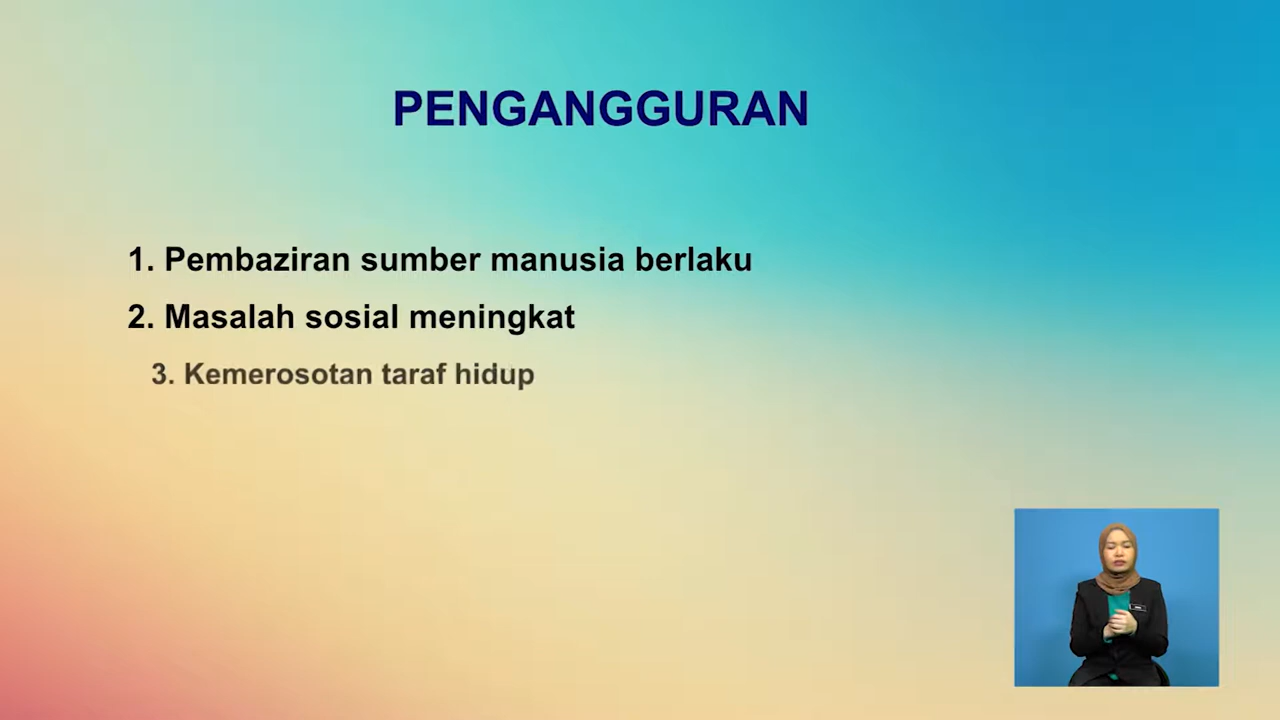 PENGANGGURAN
1. Pembaziran sumber manusia berlaku
2. Masalah sosial meningkat
3. Kemerosotan taraf hidup